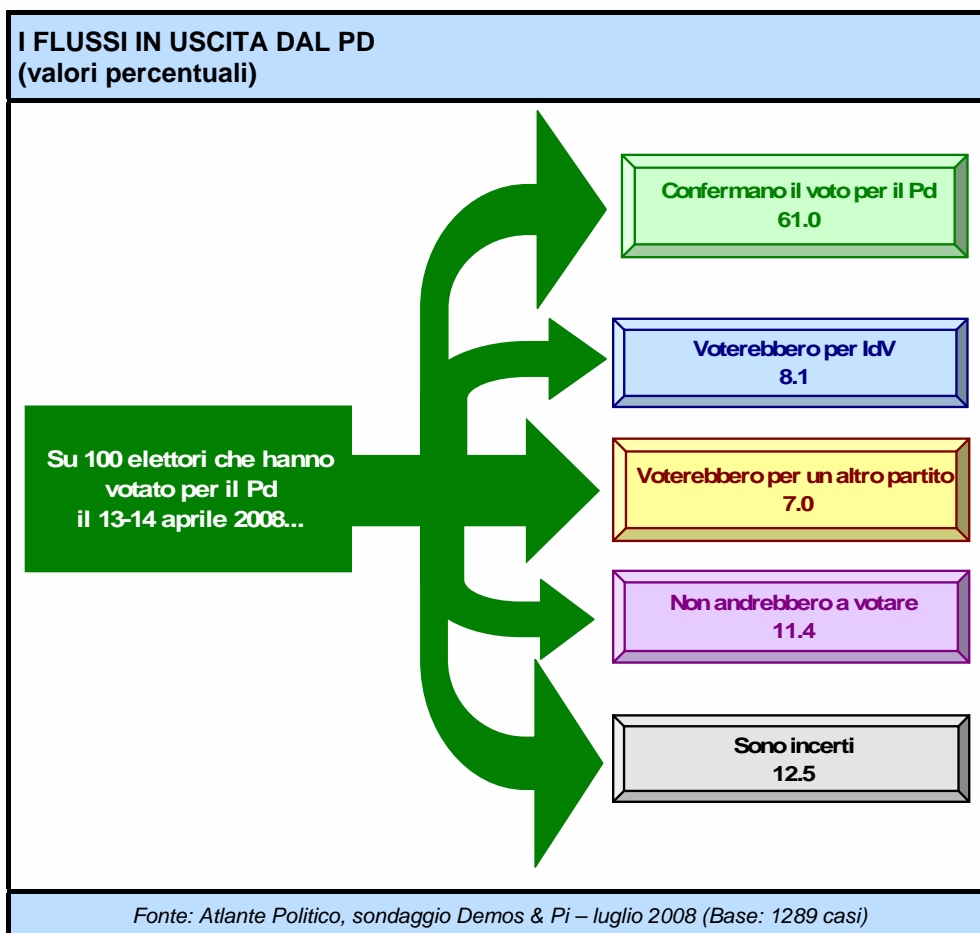 I FLUSSI IN USCITA DAL PD
(valori percentuali)
Confermano il voto per il Pd
61.0
Voterebbero per IdV
8.1
Su 100 elettori che hanno
votato per il Pd
il 13-14 aprile 2008...
Voterebbero per un altro partito
7.0
Non andrebbero a votare
11.4
Sono incerti
12.5
Fonte: Atlante Politico, sondaggio Demos & Pi – luglio 2008 (Base: 1289 casi)